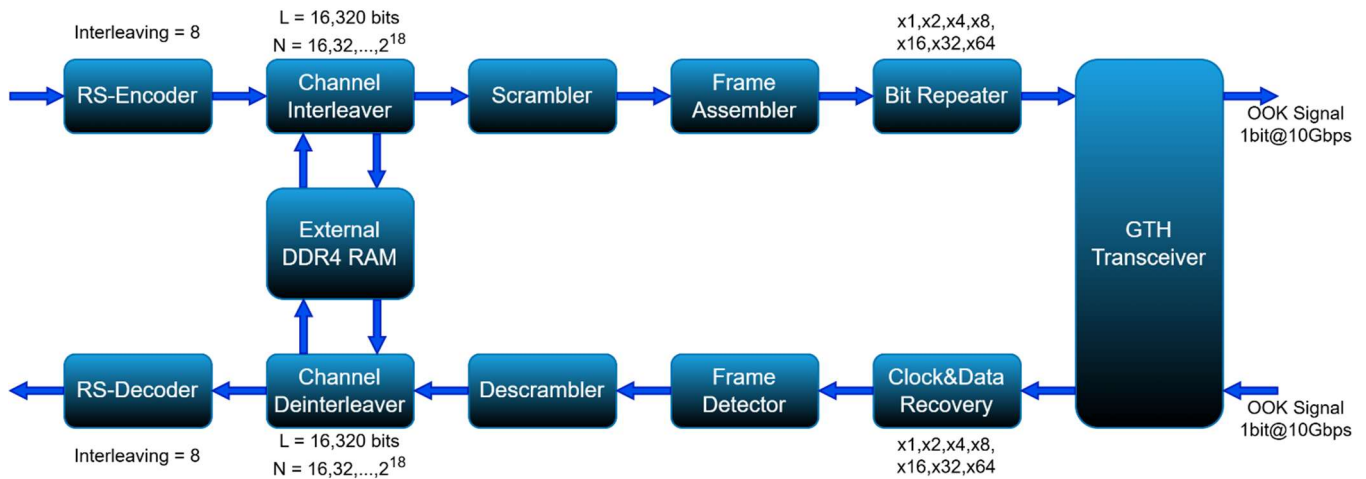 Interleaving = 8
L = 16,320 bits
N = 16,32,...,2^18
x1,x2,x4,x8,
x16,x32,x64
RS-Encoder
Channel
Interleaver
Scrambler
Frame
Assembler
Bit Repeater
OOK Signal
1bit@10Gbps
External
DDR4 RAM
GTH
Transceiver
RS-Decoder
Channel
Deinterleaver
Descrambler
Frame
Detector
Clock&Data
Recovery
OOK Signal
1bit@10Gbps
Interleaving = 8
L = 16,320 bits
N = 16,32,...,2^18
x1,x2,x4,x8,
x16,x32,x64